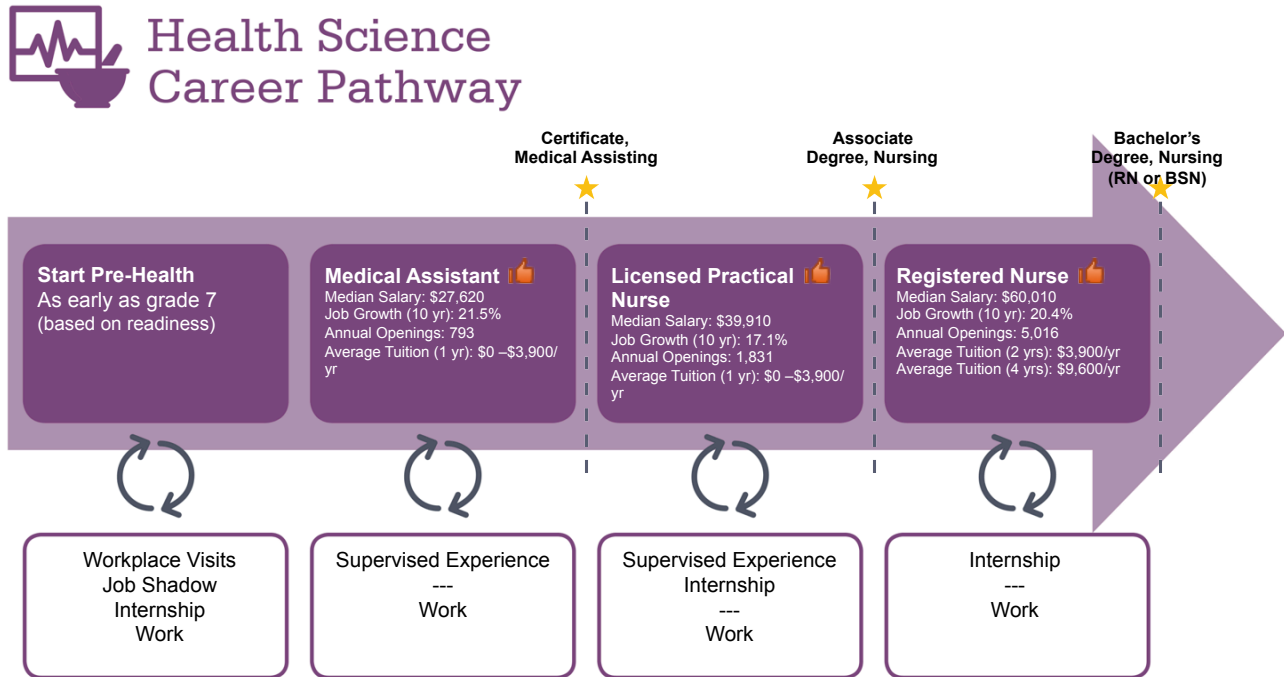 Health Science
Career Pathway
Certificate,
Medical Assisting
Associate
Degree, Nursing
Bachelor's
Degree, Nursing
(RN or BSN)
Start Pre-Health
As early as grade 7
(based on readiness)
Medical Assistant
Median Salary: $27,620
Job Growth (10 yr): 21.5%
Annual Openings: 793
Average Tuition (1 yr): $0 –$3,900/
yr
Licensed Practical
Nurse
Median Salary: $39,910
Job Growth (10 yr): 17.1%
Annual Openings: 1,831
Average Tuition (1 yr): $0 –$3,900/
yr
Registered Nurse
Median Salary: $60,010
Job Growth (10 yr): 20.4%
Annual Openings: 5,016
Average Tuition (2 yrs): $3,900/yr
Average Tuition (4 yrs): $9,600/yr
Workplace Visits
Job Shadow
Internship
Work
Supervised Experience
---
Work
Supervised Experience
Internship
---
Work
Internship
---
Work